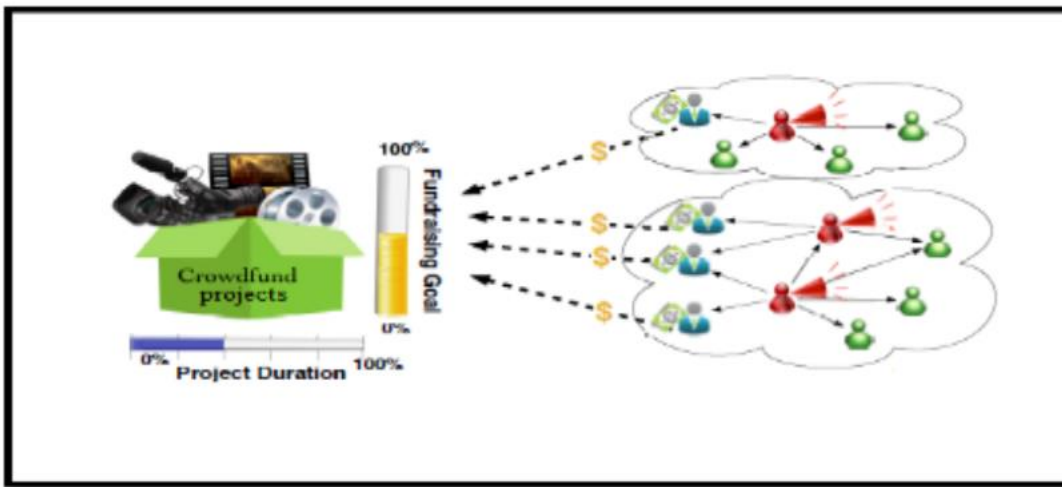 100%
Fundraising Goal
Crowdfund
projects
0%
0%
100%
Project Duration
$
$
$
$